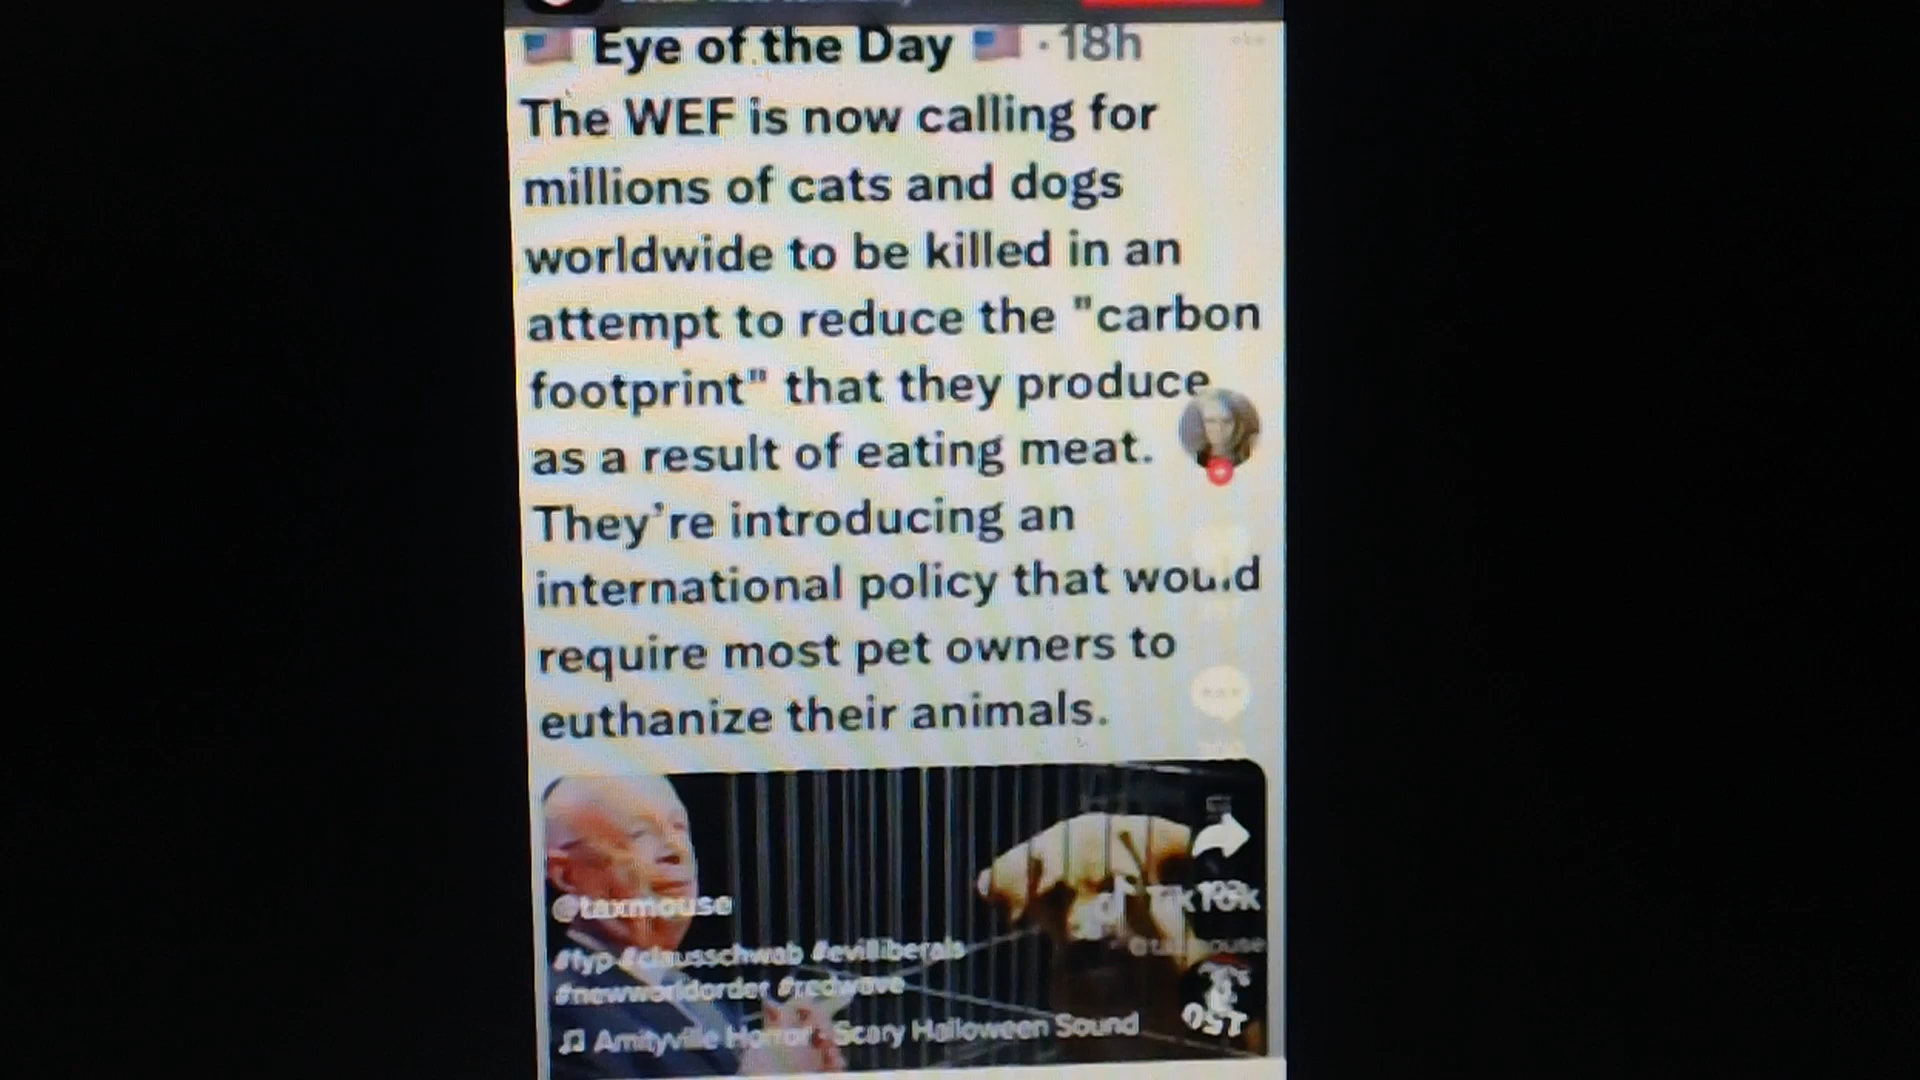 Eye of the Day · 18h
The WEF is now calling for
millions of cats and dogs
worldwide to be killed in an
attempt to reduce the "carbon
footprint" that they produce
as a result of eating meat.
They're introducing an
international policy that would
require most pet owners to
euthanize their animals.
@taxmouse
TikTok
#fyp #clausschwab #evilliberals
#newworldorder #redwave
Amityville Horror - Scary Halloween Sound